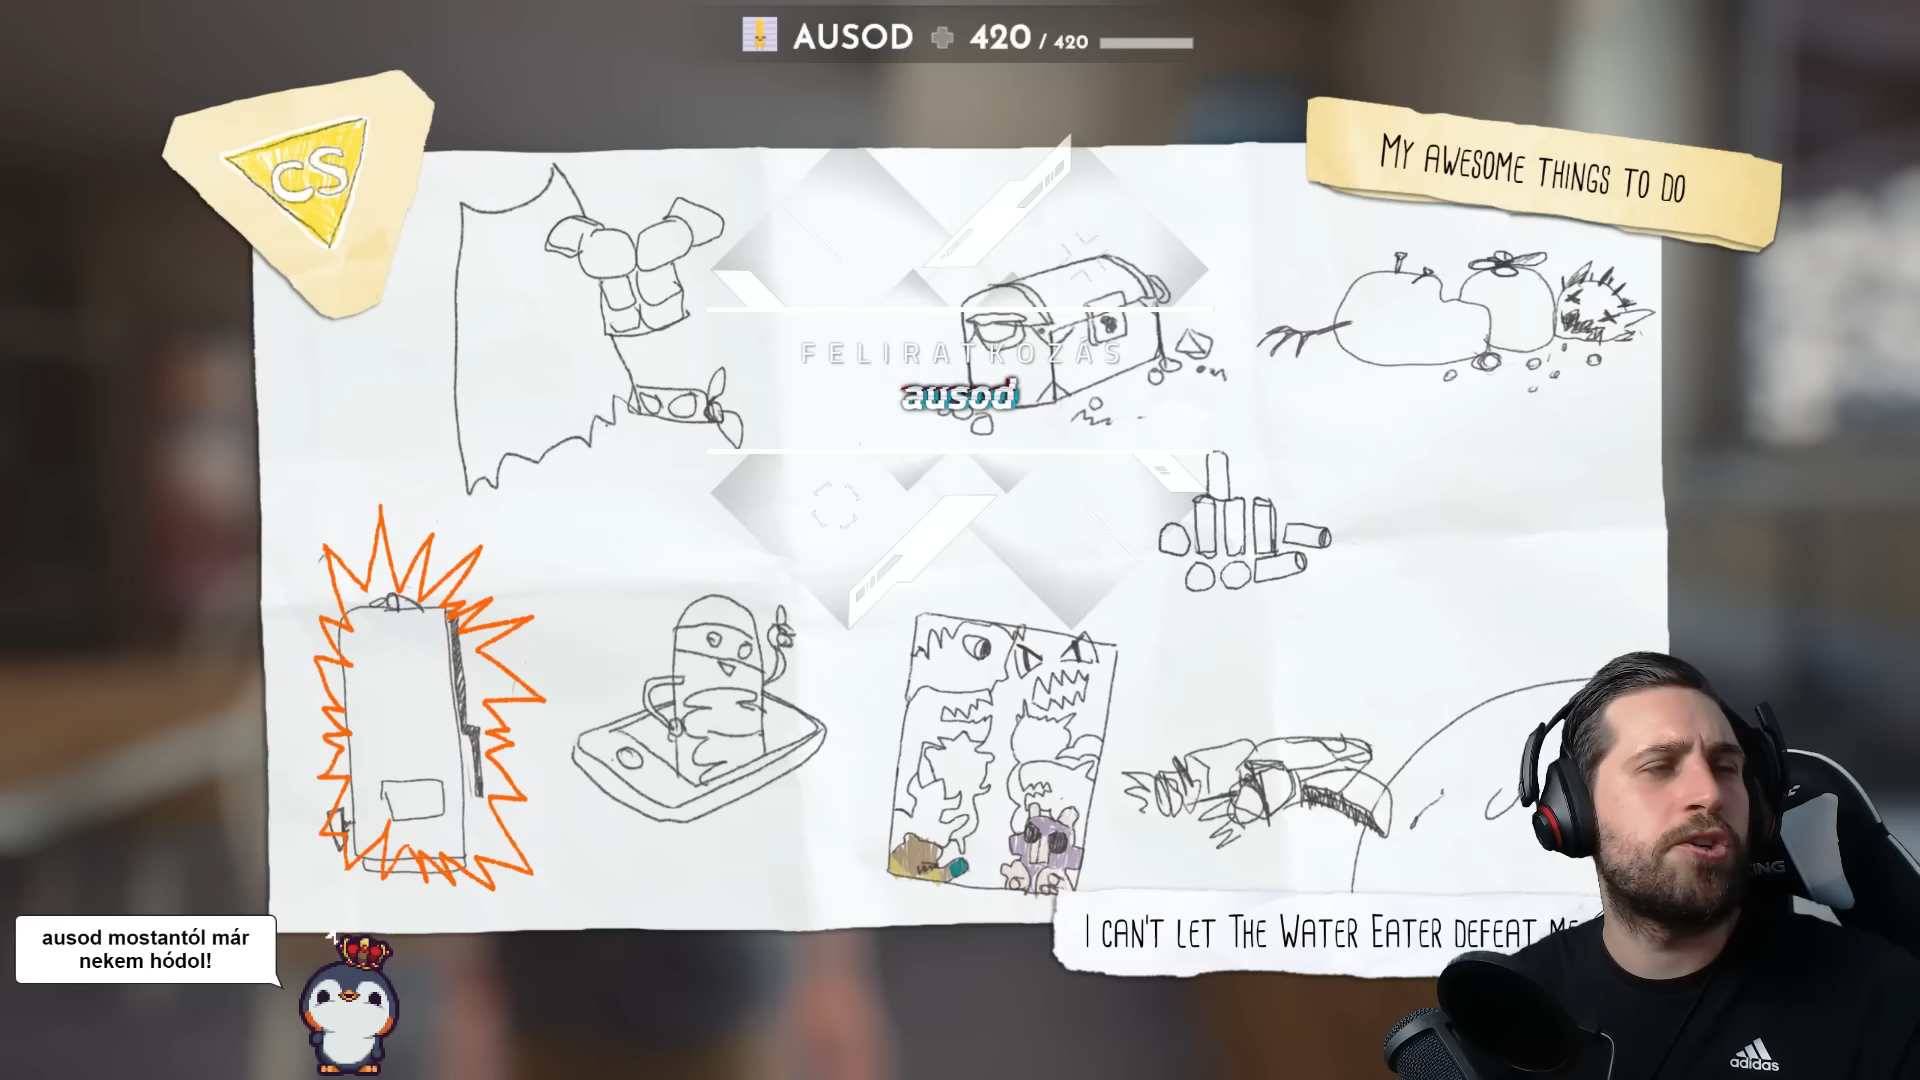 AUSOD 420 / 420
CS
MY AWESOME THINGS TO DO
FELIRATKOZÁS
ausod
I CAN'T LET THE WATER EATER DEFEAT
ausod mostantól már
nekem hódol!
adidas